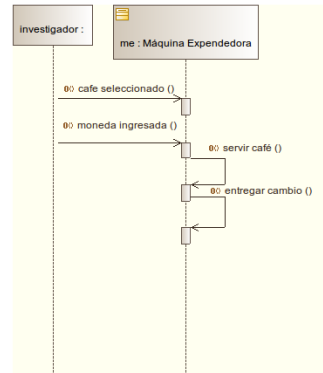 investigador :
me : Máquina Expendedora
0() cafe seleccionado ()
0() moneda ingresada ()
0() servir café ()
0() entregar cambio ()